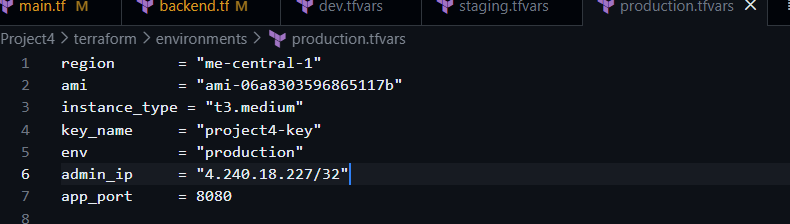 main.tf M backend.tf M dev.tfvars staging.tfvars production.tfvars
Project4 > terraform > environments > production.tfvars
1 region = "me-central-1"
2 ami = "ami-06a8303596865117b"
3 instance_type = "t3.medium"
4 key_name = "project4-key"
5 env = "production"
6 admin_ip = "4.240.18.227/32"
7 app_port = 8080
8